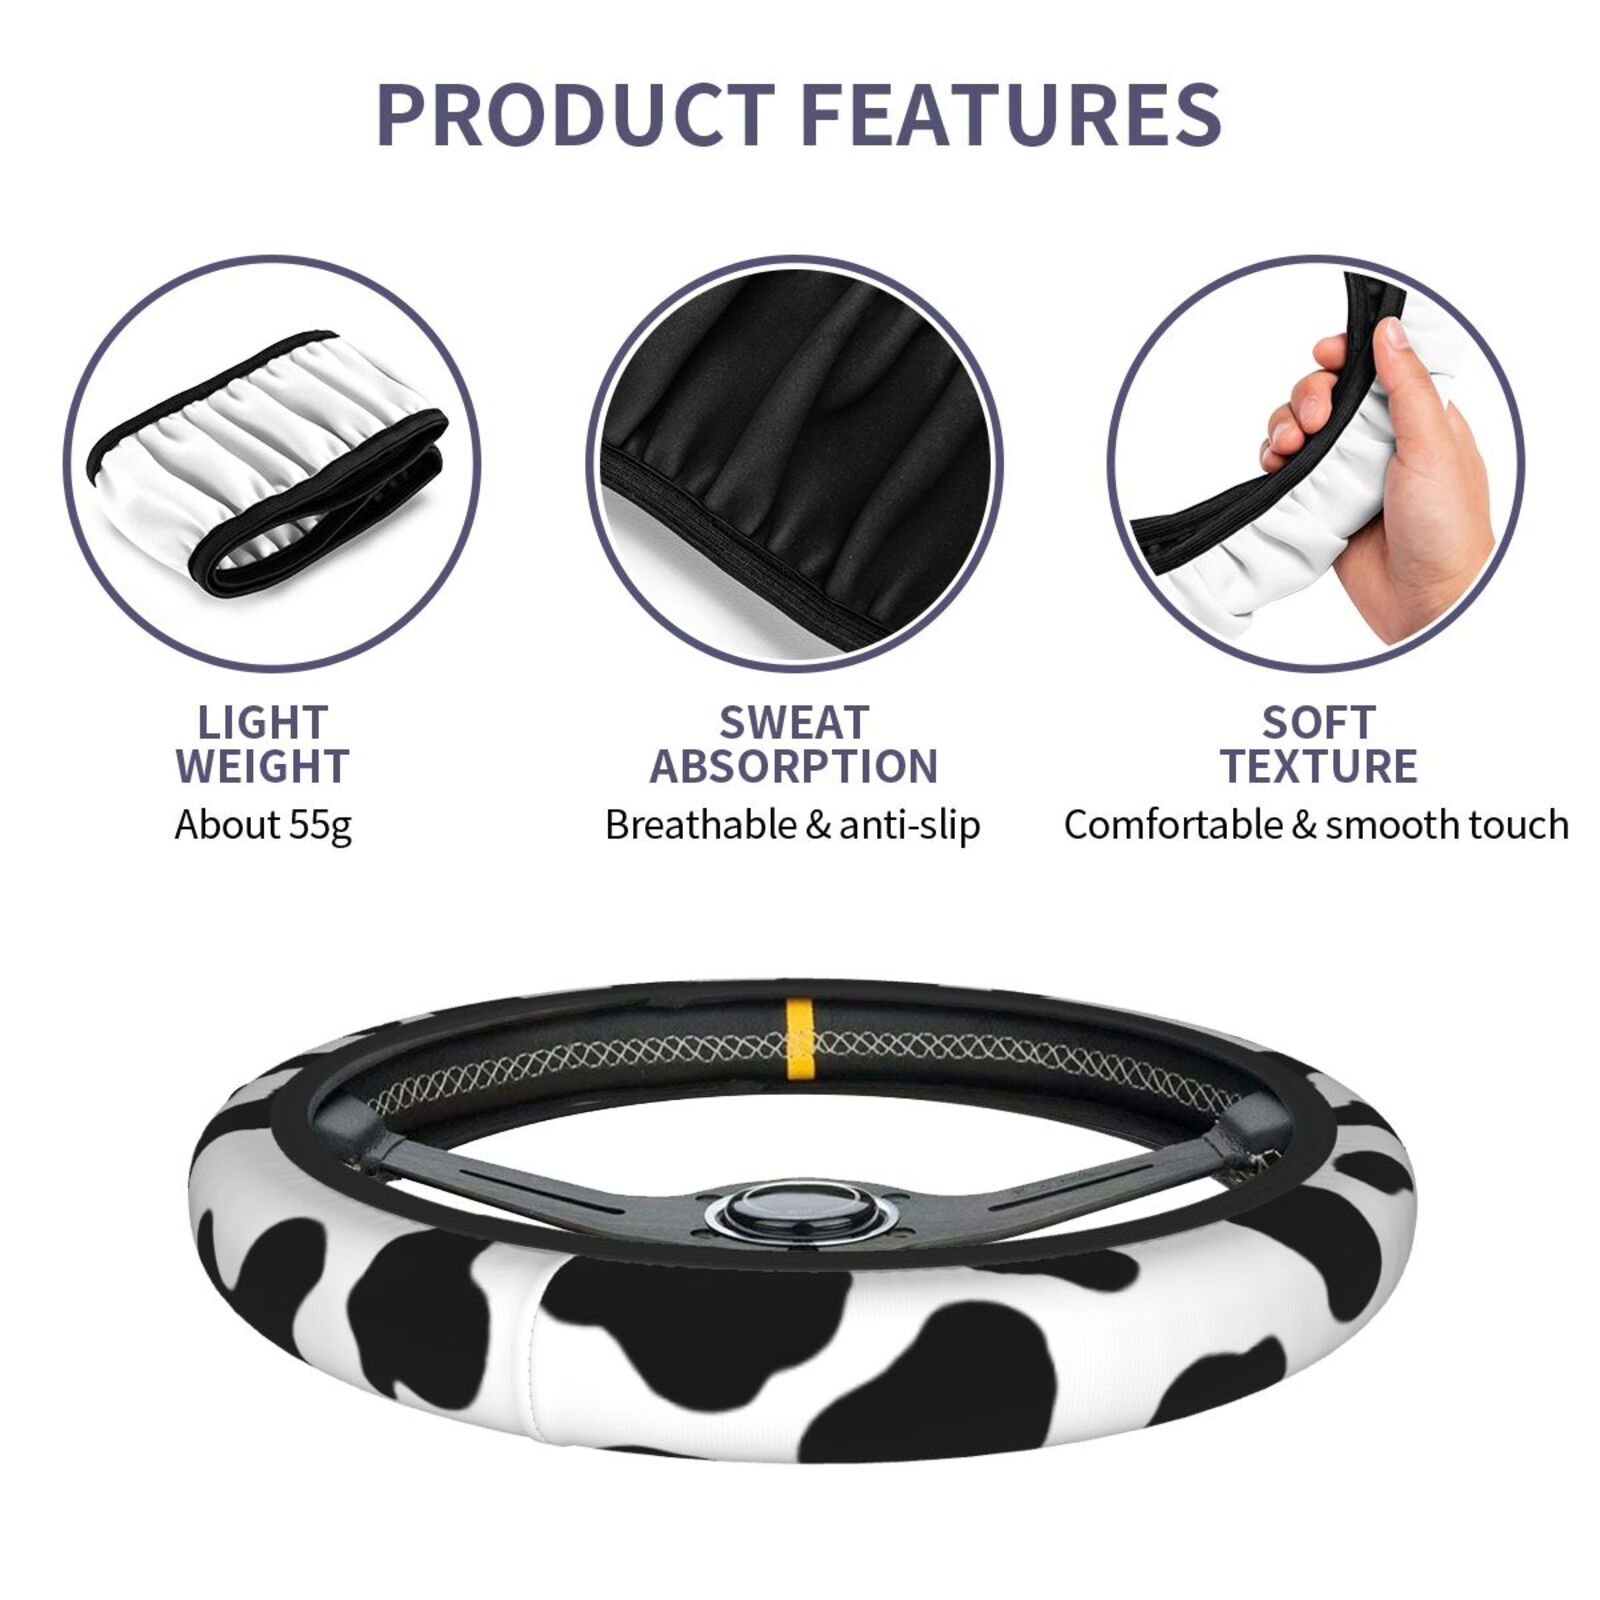 PRODUCT FEATURES
LIGHT
WEIGHT
About 55g
SWEAT
ABSORPTION
Breathable & anti-slip
SOFT
TEXTURE
Comfortable & smooth touch